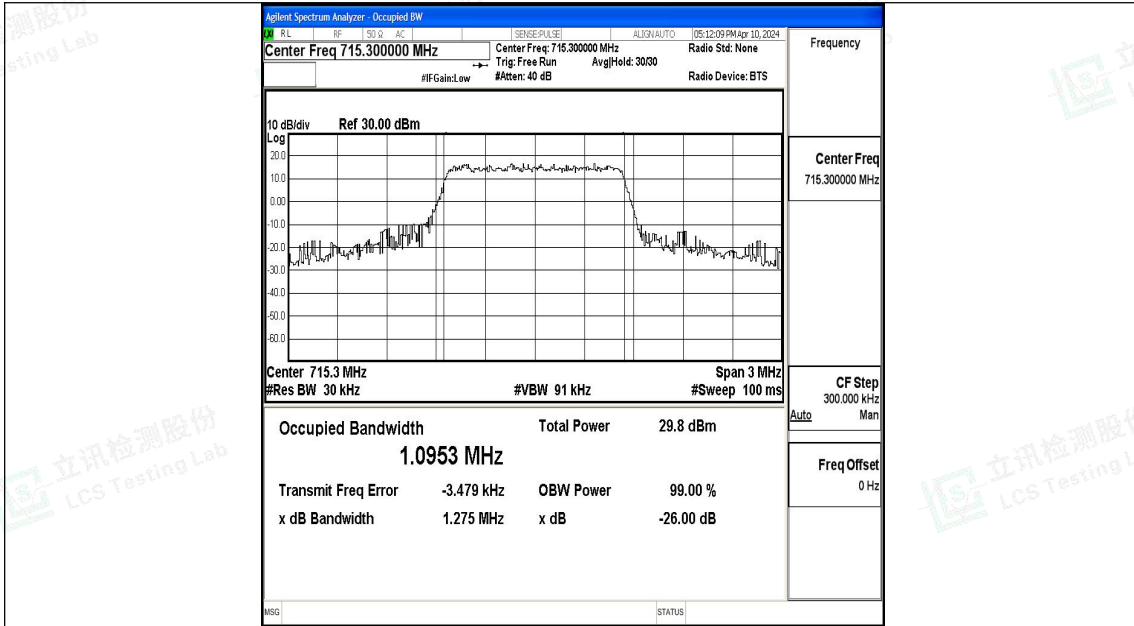 Agilent Spectrum Analyzer - Occupied BW
LXI RL RF 50 Ω AC SENSE:PULSE ALIGN AUTO 05:12:09 PM Apr 10, 2024
Center Freq 715.300000 MHz
Center Freq: 715.300000 MHz
Radio Std: None
Trig: Free Run Avg|Hold: 30/30
#IFGain:Low
#Atten: 40 dB
Radio Device: BTS
10 dB/div Ref 30.00 dBm
Log
20.0
10.0
0.00
-10.0
-20.0
-30.0
-40.0
-50.0
-60.0
Center 715.3 MHz Span 3 MHz
#Res BW 30 kHz #VBW 91 kHz #Sweep 100 ms
Occupied Bandwidth Total Power 29.8 dBm
1.0953 MHz
Transmit Freq Error -3.479 kHz OBW Power 99.00 %
x dB Bandwidth 1.275 MHz x dB -26.00 dB
MSG STATUS
Frequency
Center Freq
715.300000 MHz
CF Step
300.000 kHz
Auto Man
Freq Offset
0 Hz
测股份
sting Lab
立
立讯检测股份
LCS Testing Lab
立讯检测股份
LCS Testing L